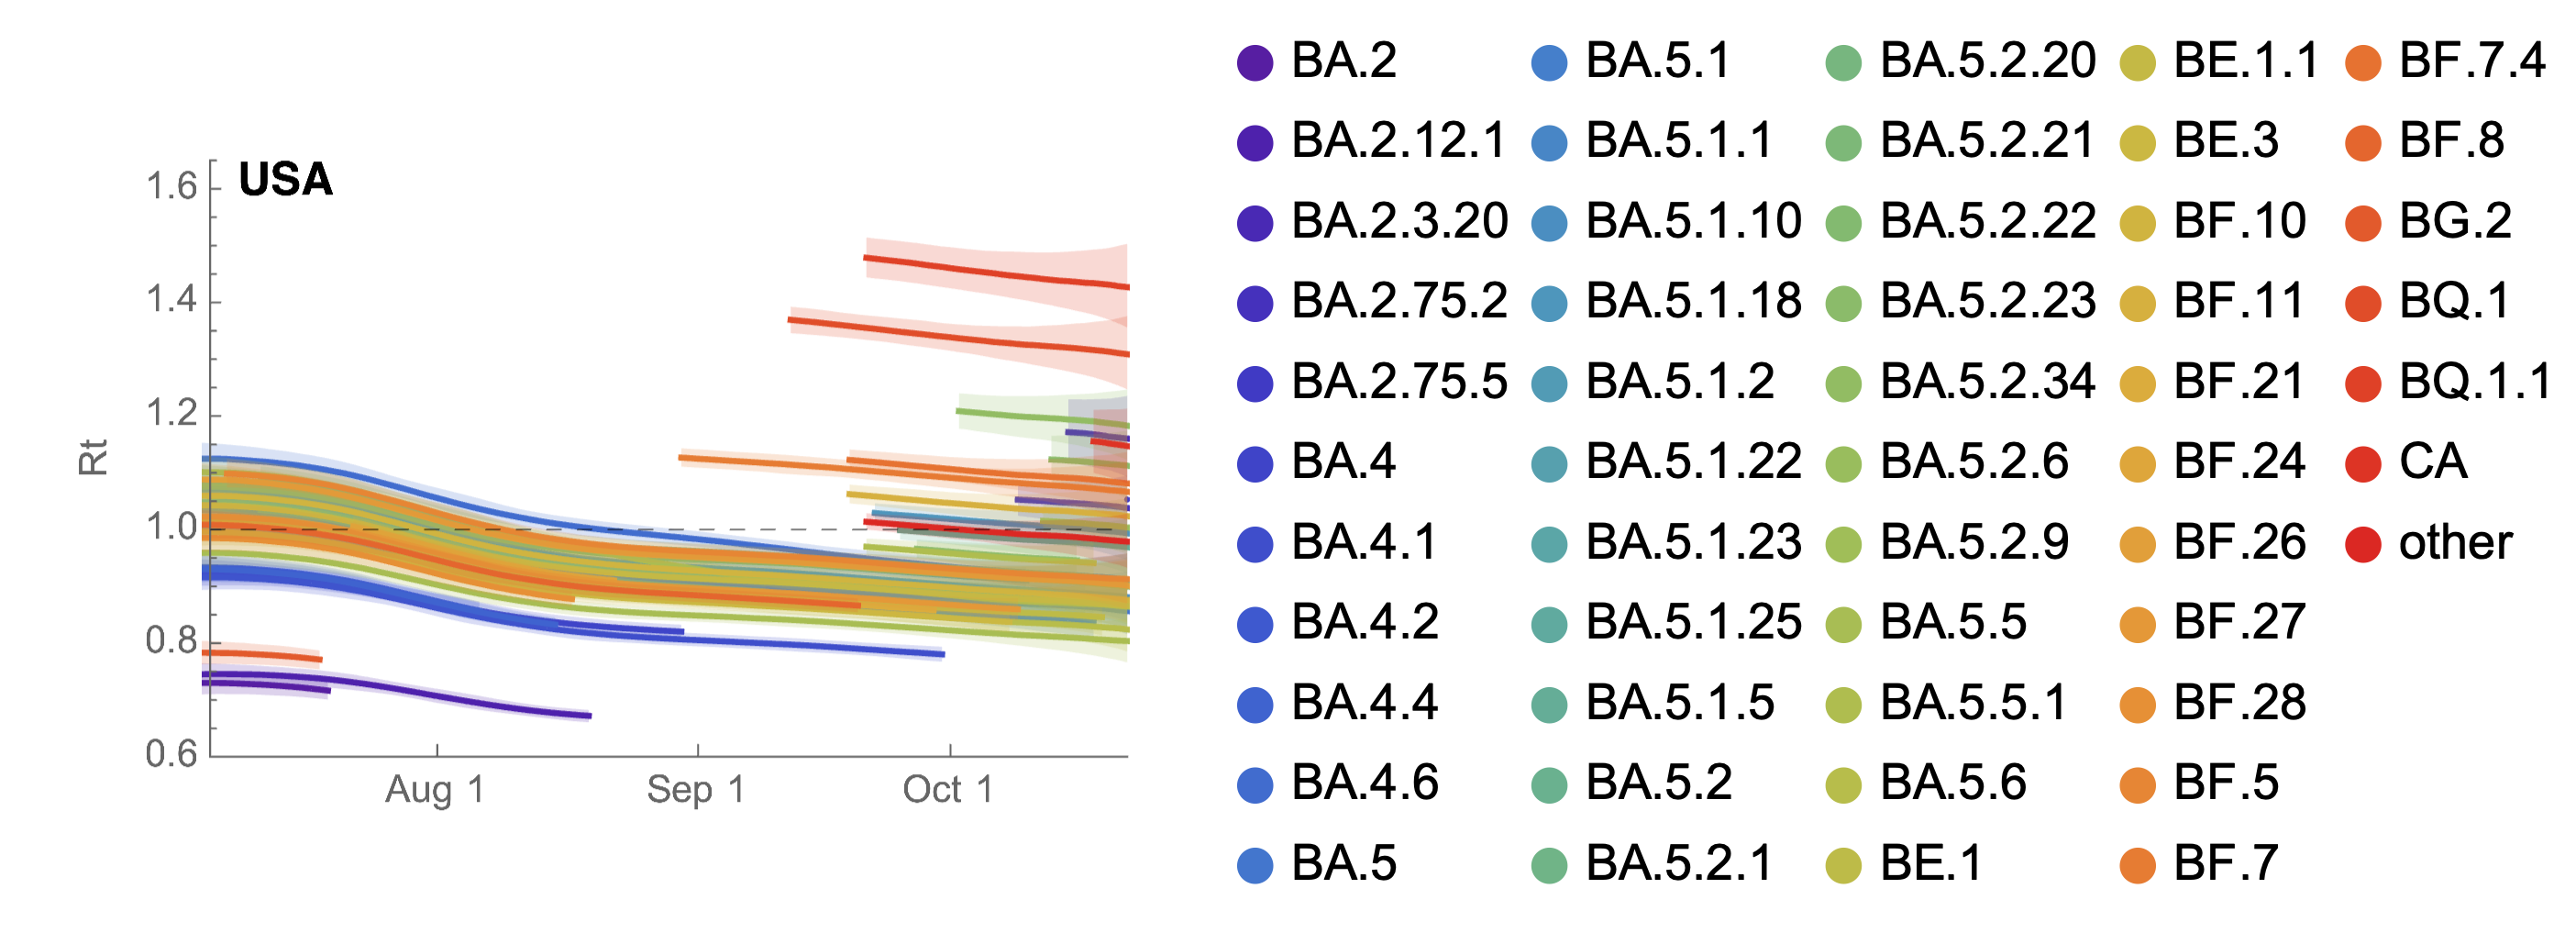 USA
Rt
1.6
1.4
1.2
1.0
0.8
0.6
Aug 1 Sep 1 Oct 1
BA.2 BA.5.1 BA.5.2.20 BE.1.1 BF.7.4
BA.2.12.1 BA.5.1.1 BA.5.2.21 BE.3 BF.8
BA.2.3.20 BA.5.1.10 BA.5.2.22 BF.10 BG.2
BA.2.75.2 BA.5.1.18 BA.5.2.23 BF.11 BQ.1
BA.2.75.5 BA.5.1.2 BA.5.2.34 BF.21 BQ.1.1
BA.4 BA.5.1.22 BA.5.2.6 BF.24 CA
BA.4.1 BA.5.1.23 BA.5.2.9 BF.26 other
BA.4.2 BA.5.1.25 BA.5.5 BF.27
BA.4.4 BA.5.1.5 BA.5.5.1 BF.28
BA.4.6 BA.5.2 BA.5.6 BF.5
BA.5 BA.5.2.1 BE.1 BF.7